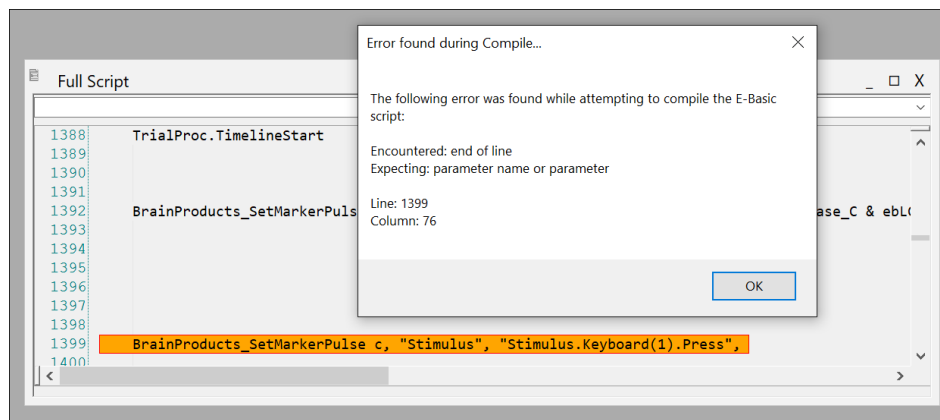 Full Script
Error found during Compile...
The following error was found while attempting to compile the E-Basic
script:
Encountered: end of line
Expecting: parameter name or parameter
Line: 1399
Column: 76
OK
1388 TrialProc.TimelineStart
1389
1390
1391
1392 BrainProducts_SetMarkerPuls ase_C & ebLC
1393
1394
1395
1396
1397
1398
1399 BrainProducts_SetMarkerPulse c, "Stimulus", "Stimulus.Keyboard(1).Press",
1400